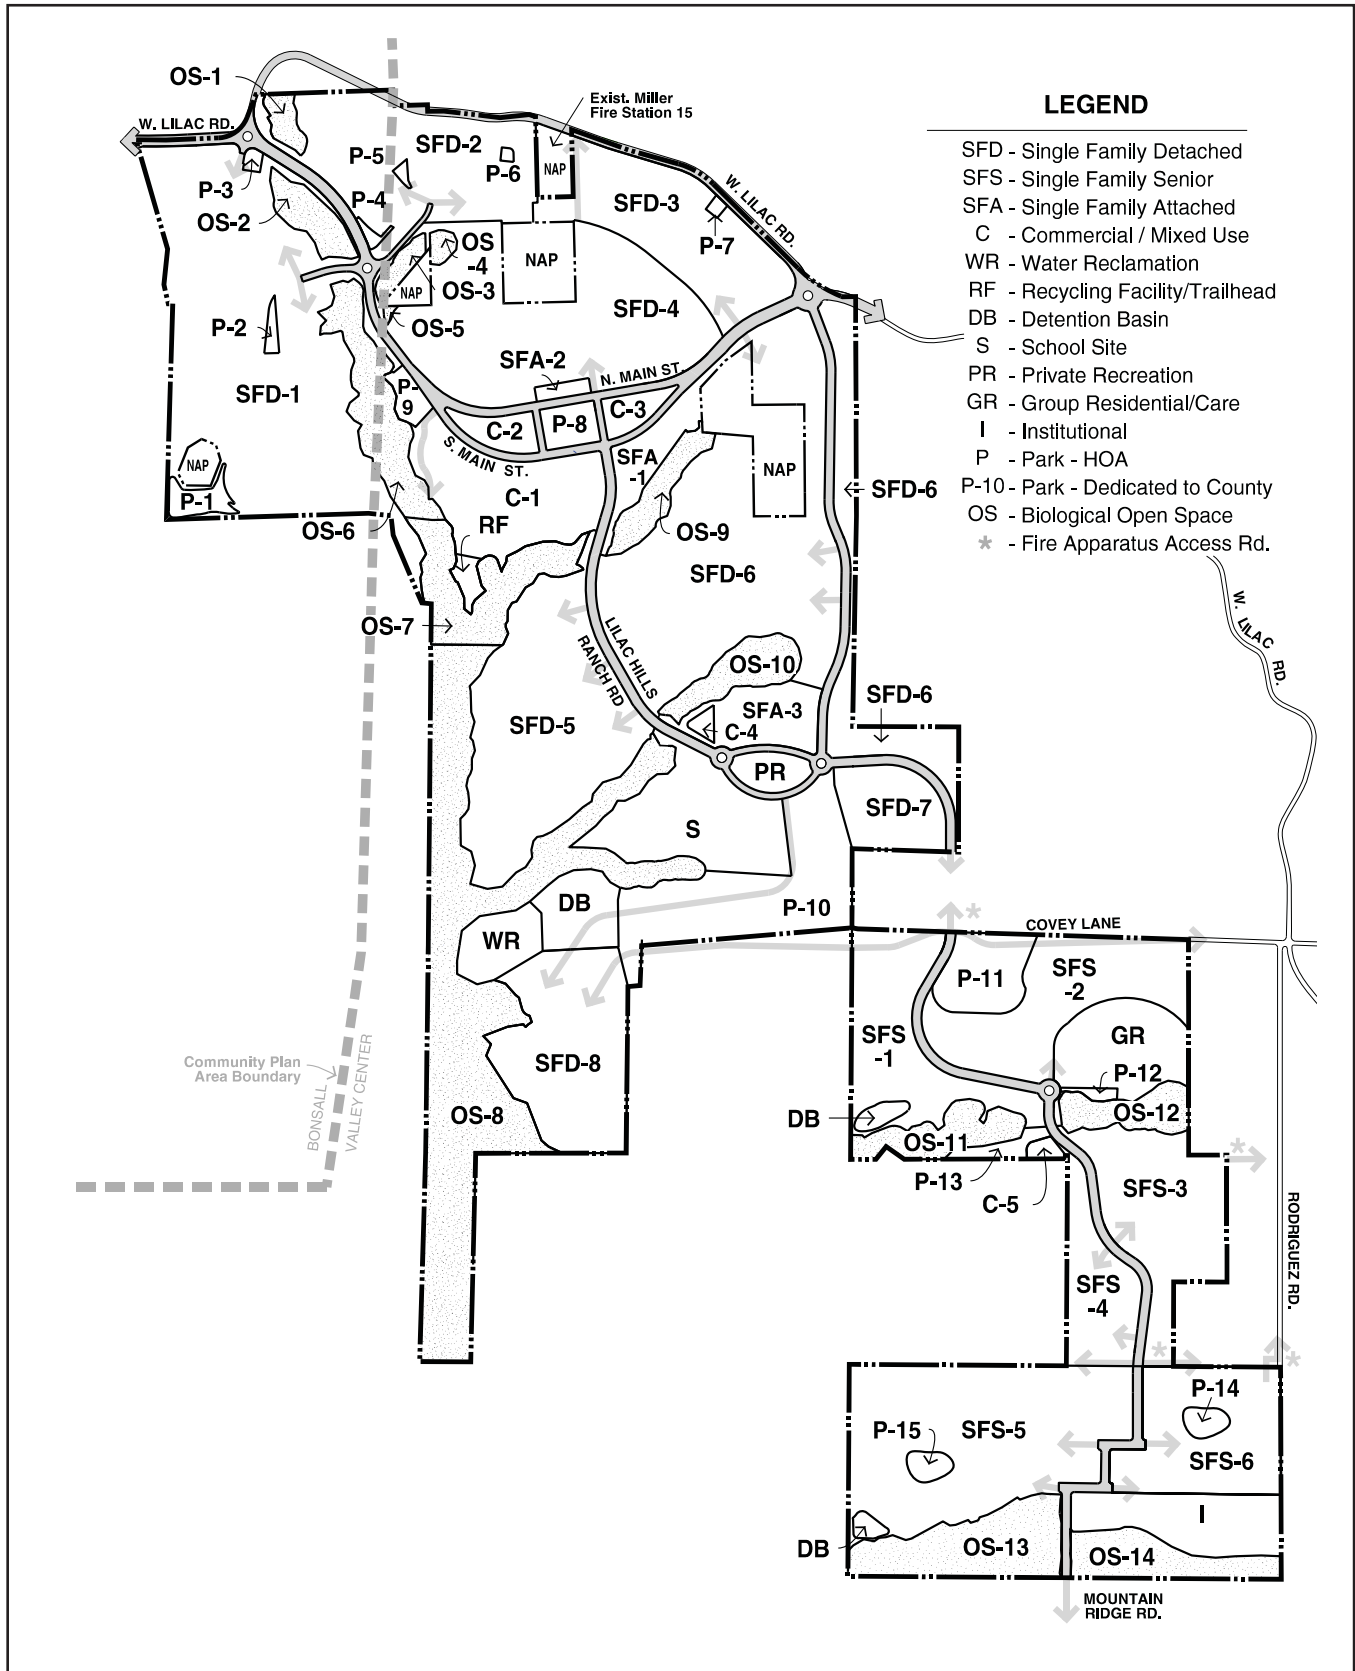 OS-1
Exist. Miller
Fire Station 15
W. LILAC RD.
SFD-2
P-5
P-6
NAP
P-3
P-4
OS-2
SFD-3
W. LILAC RD.
P-7
OS
-4
NAP
OS-3
NAP
P-2
OS-5
SFD-4
SFA-2
N. MAIN ST.
SFD-1
P-
9
C-3
C-2
P-8
S. MAIN ST.
SFA
-1
NAP
NAP
P-1
C-1
SFD-6
OS-6
RF
OS-9
SFD-6
OS-7
LILAC HILLS
RANCH RD
OS-10
SFD-6
SFD-5
SFA-3
C-4
PR
SFD-7
S
DB
P-10
WR
COVEY LANE
P-11
SFS
-2
SFS
-1
GR
SFD-8
P-12
Community Plan
Area Boundary
BONSALL
VALLEY CENTER
OS-8
DB
OS-12
OS-11
P-13
C-5
SFS-3
SFS
-4
RODRIGUEZ RD.
P-14
P-15
SFS-5
SFS-6
I
DB
OS-13
OS-14
MOUNTAIN
RIDGE RD.
W. LILAC RD.
LEGEND
SFD - Single Family Detached
SFS - Single Family Senior
SFA - Single Family Attached
C - Commercial / Mixed Use
WR - Water Reclamation
RF - Recycling Facility/Trailhead
DB - Detention Basin
S - School Site
PR - Private Recreation
GR - Group Residential/Care
I - Institutional
P - Park - HOA
P-10 - Park - Dedicated to County
OS - Biological Open Space
* - Fire Apparatus Access Rd.